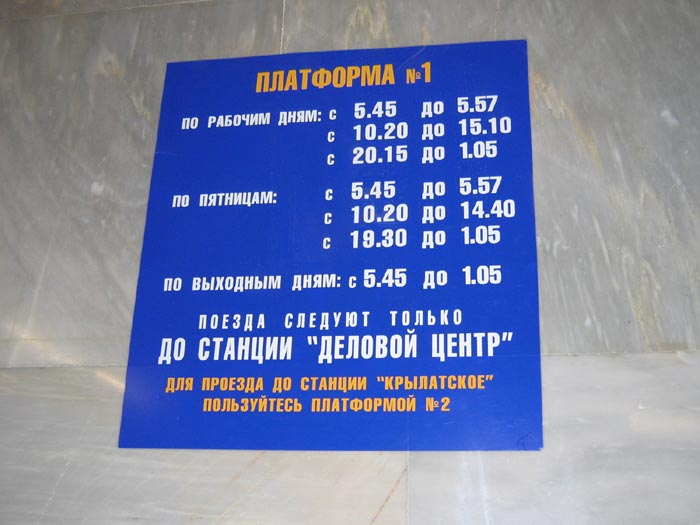 ПЛАТФОРМА №1
ПО РАБОЧИМ ДНЯМ: с 5.45 до 5.57
с 10.20 до 15.10
с 20.15 до 1.05
ПО ПЯТНИЦАМ: с 5.45 до 5.57
с 10.20 до 14.40
с 19.30 до 1.05
ПО ВЫХОДНЫМ ДНЯМ: с 5.45 до 1.05
ПОЕЗДА СЛЕДУЮТ ТОЛЬКО
ДО СТАНЦИИ "ДЕЛОВОЙ ЦЕНТР"
ДЛЯ ПРОЕЗДА ДО СТАНЦИИ "КРЫЛАТСКОЕ"
ПОЛЬЗУЙТЕСЬ ПЛАТФОРМОЙ №2